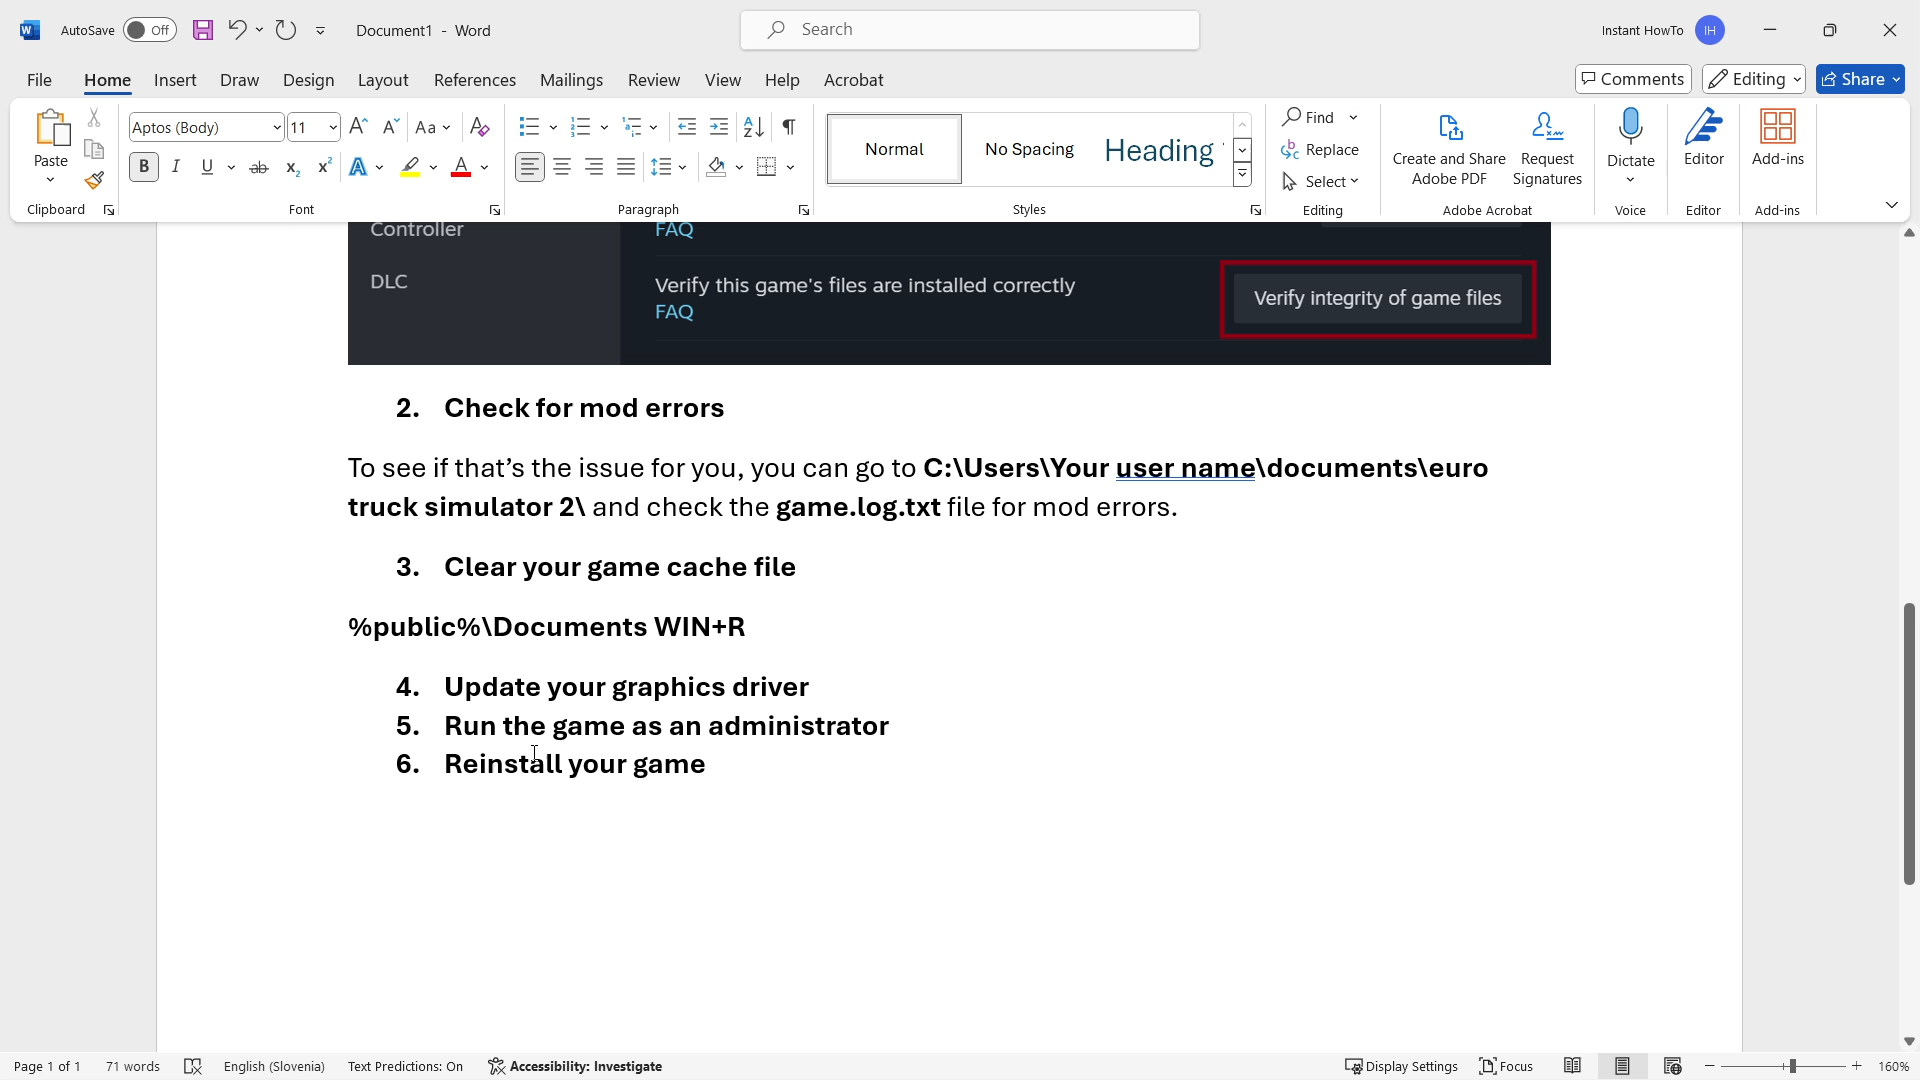 AutoSave Off Document1 - Word Search Instant HowTo IH
File Home Insert Draw Design Layout References Mailings Review View Help Acrobat Comments Editing Share
Paste Aptos (Body) 11 Normal No Spacing Heading Find Replace Select Create and Share Adobe PDF Request Signatures Dictate Editor Add-ins
Clipboard Font Paragraph Styles Editing Adobe Acrobat Voice Editor Add-ins
Controller FAQ
DLC Verify this game's files are installed correctly Verify integrity of game files
FAQ
2. Check for mod errors
To see if that’s the issue for you, you can go to C:\Users\Your user name\documents\euro
truck simulator 2\ and check the game.log.txt file for mod errors.
3. Clear your game cache file
%public%\Documents WIN+R
4. Update your graphics driver
5. Run the game as an administrator
6. Reinstall your game
Page 1 of 1 71 words English (Slovenia) Text Predictions: On Accessibility: Investigate Display Settings Focus 160%